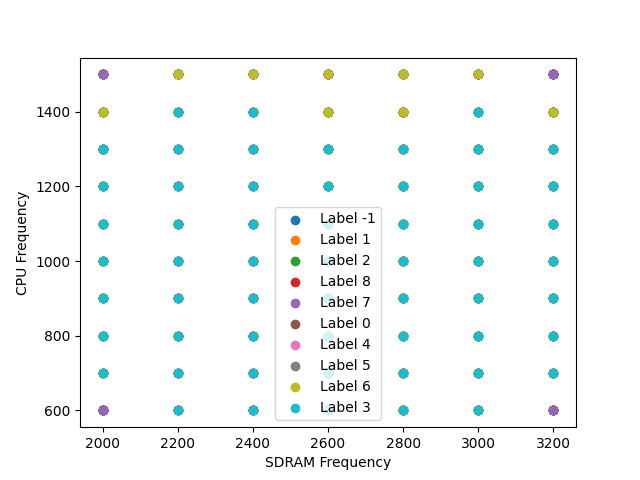 1400
1200
1000
800
600
CPU Frequency
Label -1
Label 1
Label 2
Label 8
Label 7
Label 0
Label 4
Label 5
Label 6
Label 3
2000 2200 2400 2600 2800 3000 3200
SDRAM Frequency